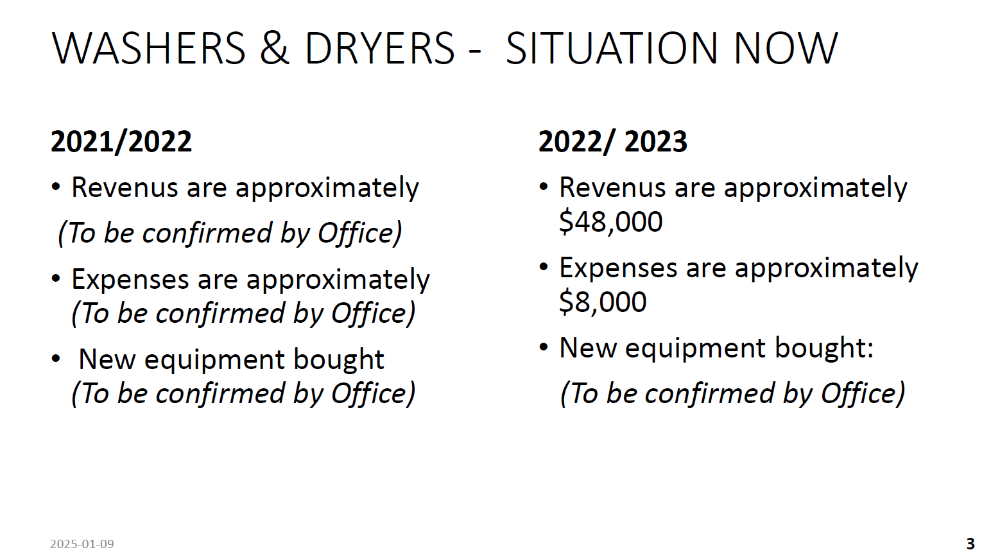 WASHERS & DRYERS -  SITUATION NOW
2021/2022
• Revenus are approximately
(To be confirmed by Office)
• Expenses are approximately
(To be confirmed by Office)
• New equipment bought
(To be confirmed by Office)
2022/ 2023
• Revenus are approximately
$48,000
• Expenses are approximately
$8,000
• New equipment bought:
(To be confirmed by Office)
2025-01-09
3